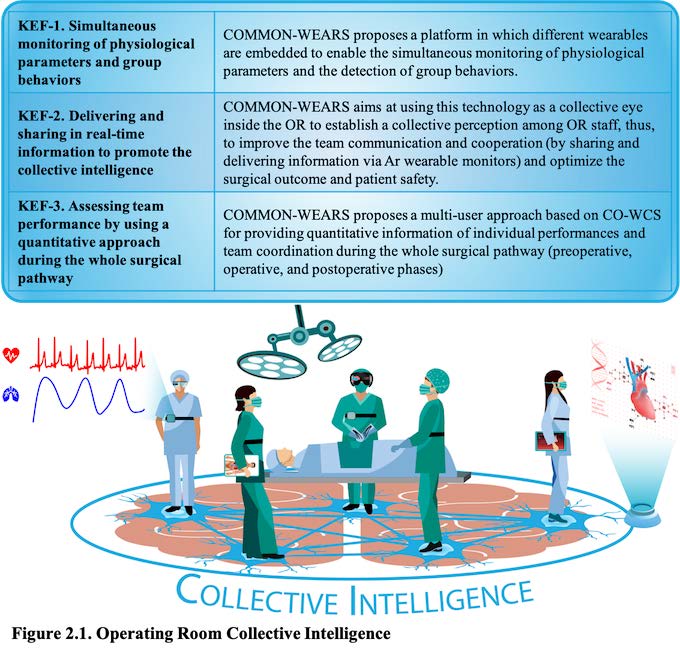 KEF-1. Simultaneous
monitoring of physiological
parameters and group
behaviors
COMMON-WEARS proposes a platform in which different wearables
are embedded to enable the simultaneous monitoring of physiological
parameters and the detection of group behaviors.
KEF-2. Delivering and
sharing in real-time
information to promote the
collective intelligence
COMMON-WEARS aims at using this technology as a collective eye
inside the OR to establish a collective perception among OR staff, thus,
to improve the team communication and cooperation (by sharing and
delivering information via Ar wearable monitors) and optimize the
surgical outcome and patient safety.
KEF-3. Assessing team
performance by using a
quantitative approach
during the whole surgical
pathway
COMMON-WEARS proposes a multi-user approach based on CO-WCS
for providing quantitative information of individual performances and
team coordination during the whole surgical pathway (preoperative,
operative, and postoperative phases)
COLLECTIVE INTELLIGENCE
Figure 2.1. Operating Room Collective Intelligence